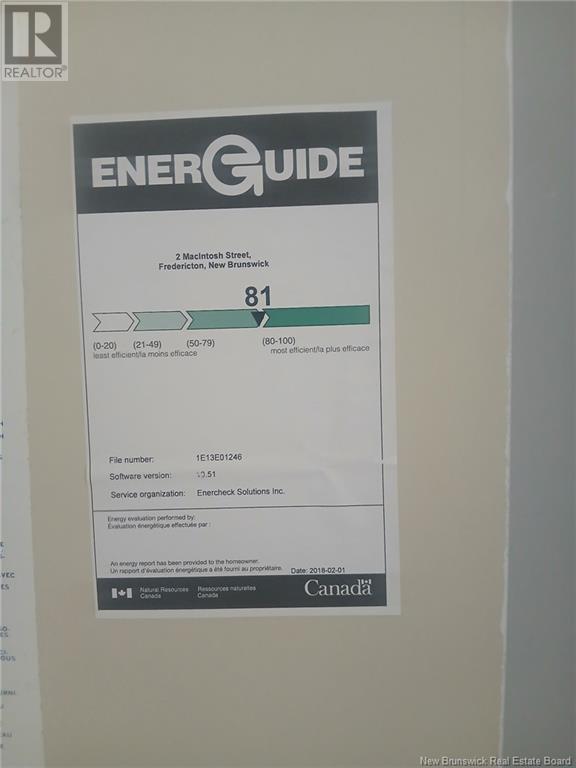 REALTOR®
ENERGUIDE
2 MacIntosh Street,
Fredericton, New Brunswick
81
(0-20) (21-49) (50-79) (80-100)
least efficient/la moins efficace most efficient/la plus efficace
File number: 1E13E01246
Software version: 10.51
Service organization: Enercheck Solutions Inc.
Energy evaluation performed by:
Évaluation énergétique effectuée par :
An energy report has been provided to the homeowner.
Un rapport d'évaluation énergétique a été fourni au propriétaire. Date: 2018-02-01
Natural Resources Ressources naturelles
Canada Canada
Canada
AVEC
ES
New Brunswick Real Estate Board